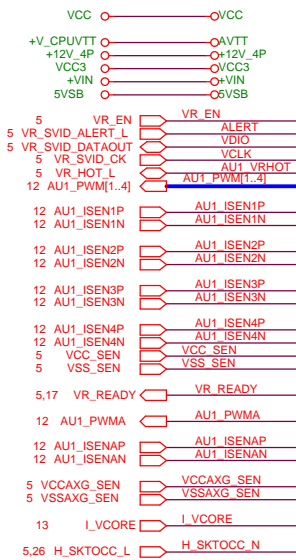 VCC VCC
+V_CPUVTT AVTT
+12V_4P +12V_4P
VCC3 VCC3
+VIN +VIN
5VSB 5VSB
5 VR_EN VR_EN
5 VR_SVID_ALERT_L ALERT
5 VR_SVID_DATAOUT VDIO
5 VR_SVID_CK VCLK
5 VR_HOT_L AU1_VRHOT
12 AU1_PWM[1..4] AU1_PWM[1..4]
12 AU1_ISEN1P AU1_ISEN1P
12 AU1_ISEN1N AU1_ISEN1N
12 AU1_ISEN2P AU1_ISEN2P
12 AU1_ISEN2N AU1_ISEN2N
12 AU1_ISEN3P AU1_ISEN3P
12 AU1_ISEN3N AU1_ISEN3N
12 AU1_ISEN4P AU1_ISEN4P
12 AU1_ISEN4N AU1_ISEN4N
5 VCC_SEN VCC_SEN
5 VSS_SEN VSS_SEN
5,17 VR_READY VR_READY
12 AU1_PWMA AU1_PWMA
12 AU1_ISENAP AU1_ISENAP
12 AU1_ISENAN AU1_ISENAN
5 VCCAXG_SEN VCCAXG_SEN
5 VSSAXG_SEN VSSAXG_SEN
13 I_VCORE I_VCORE
5,26 H_SKTOCC_L H_SKTOCC_N